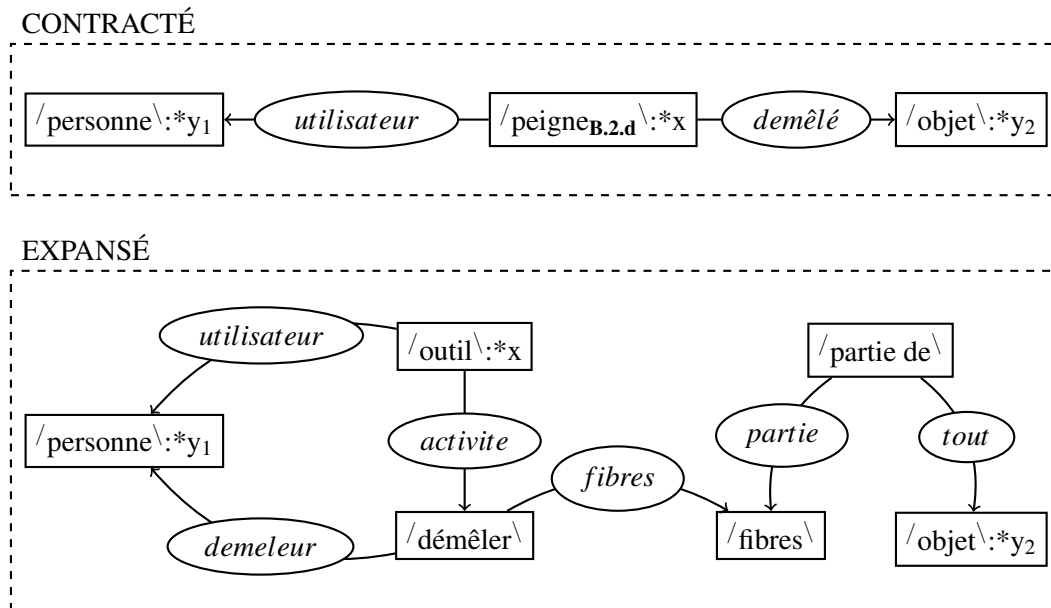 CONTRACTÉ
/personne\:*y₁ utilisateur /peigneB.2.d\:*x demêlé /objet\:*y₂
EXPANSÉ
utilisateur /outil\:*x /partie de\
/personne\:*y₁ activite partie tout
fibres
demeleur /démêler\ /fibres\ /objet\:*y₂